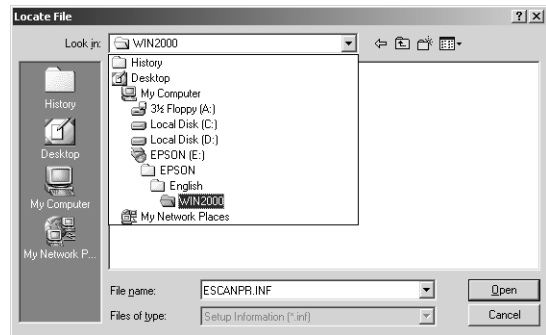 Locate File
Look in: WIN2000
History
Desktop
My Computer
3½ Floppy (A:)
Local Disk (C:)
Local Disk (D:)
EPSON (E:)
EPSON
English
WIN2000
My Network Places
History
Desktop
My Computer
My Network P...
File name: ESCANPR.INF Open
Files of type: Setup Information (*.inf) Cancel